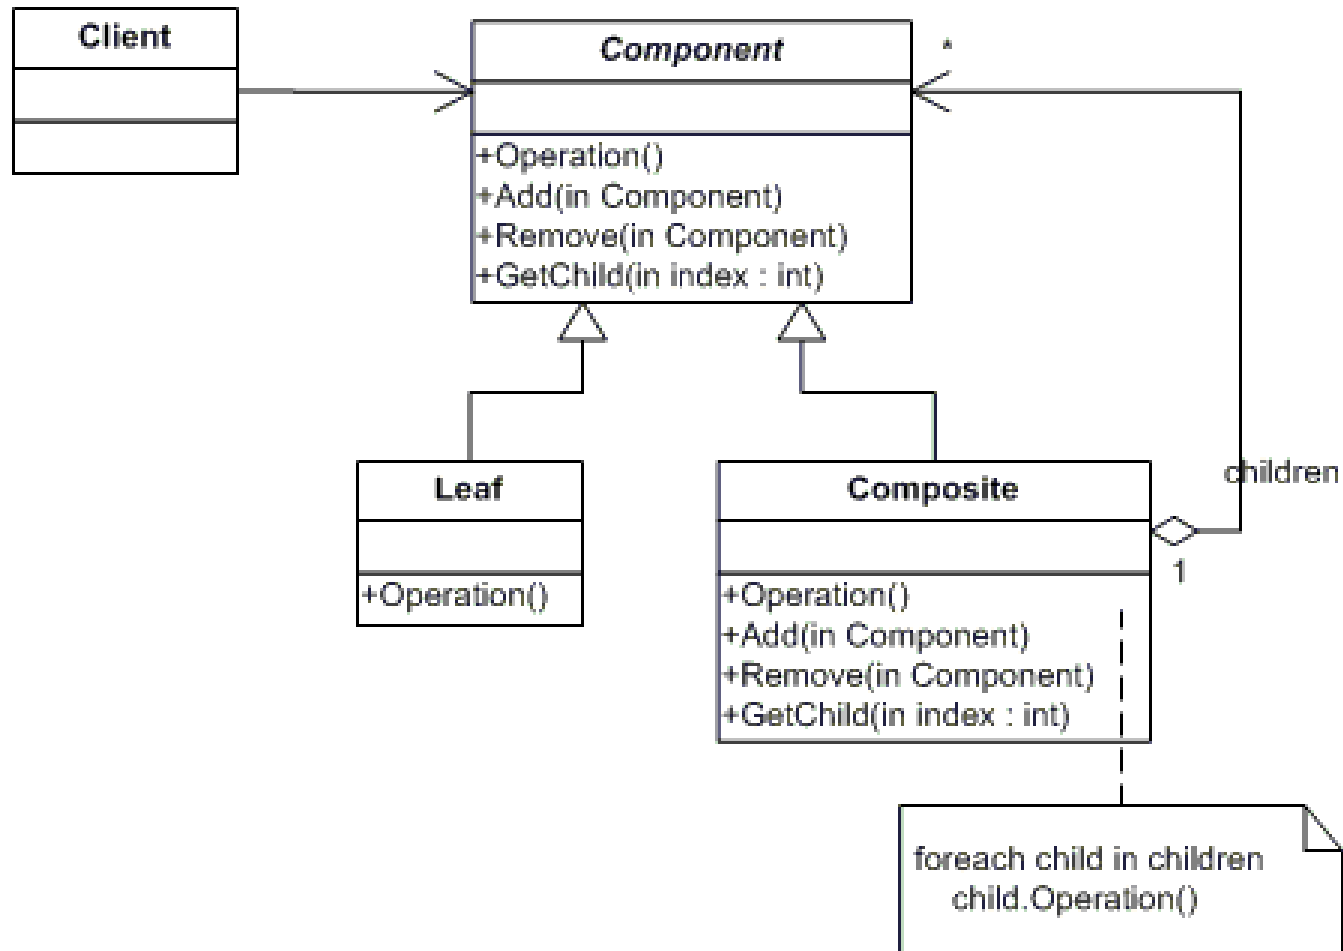 Client
Component
*
+Operation()
+Add(in Component)
+Remove(in Component)
+GetChild(in index : int)
Leaf
+Operation()
Composite
+Operation()
+Add(in Component)
+Remove(in Component)
+GetChild(in index : int)
children
1
foreach child in children
child.Operation()